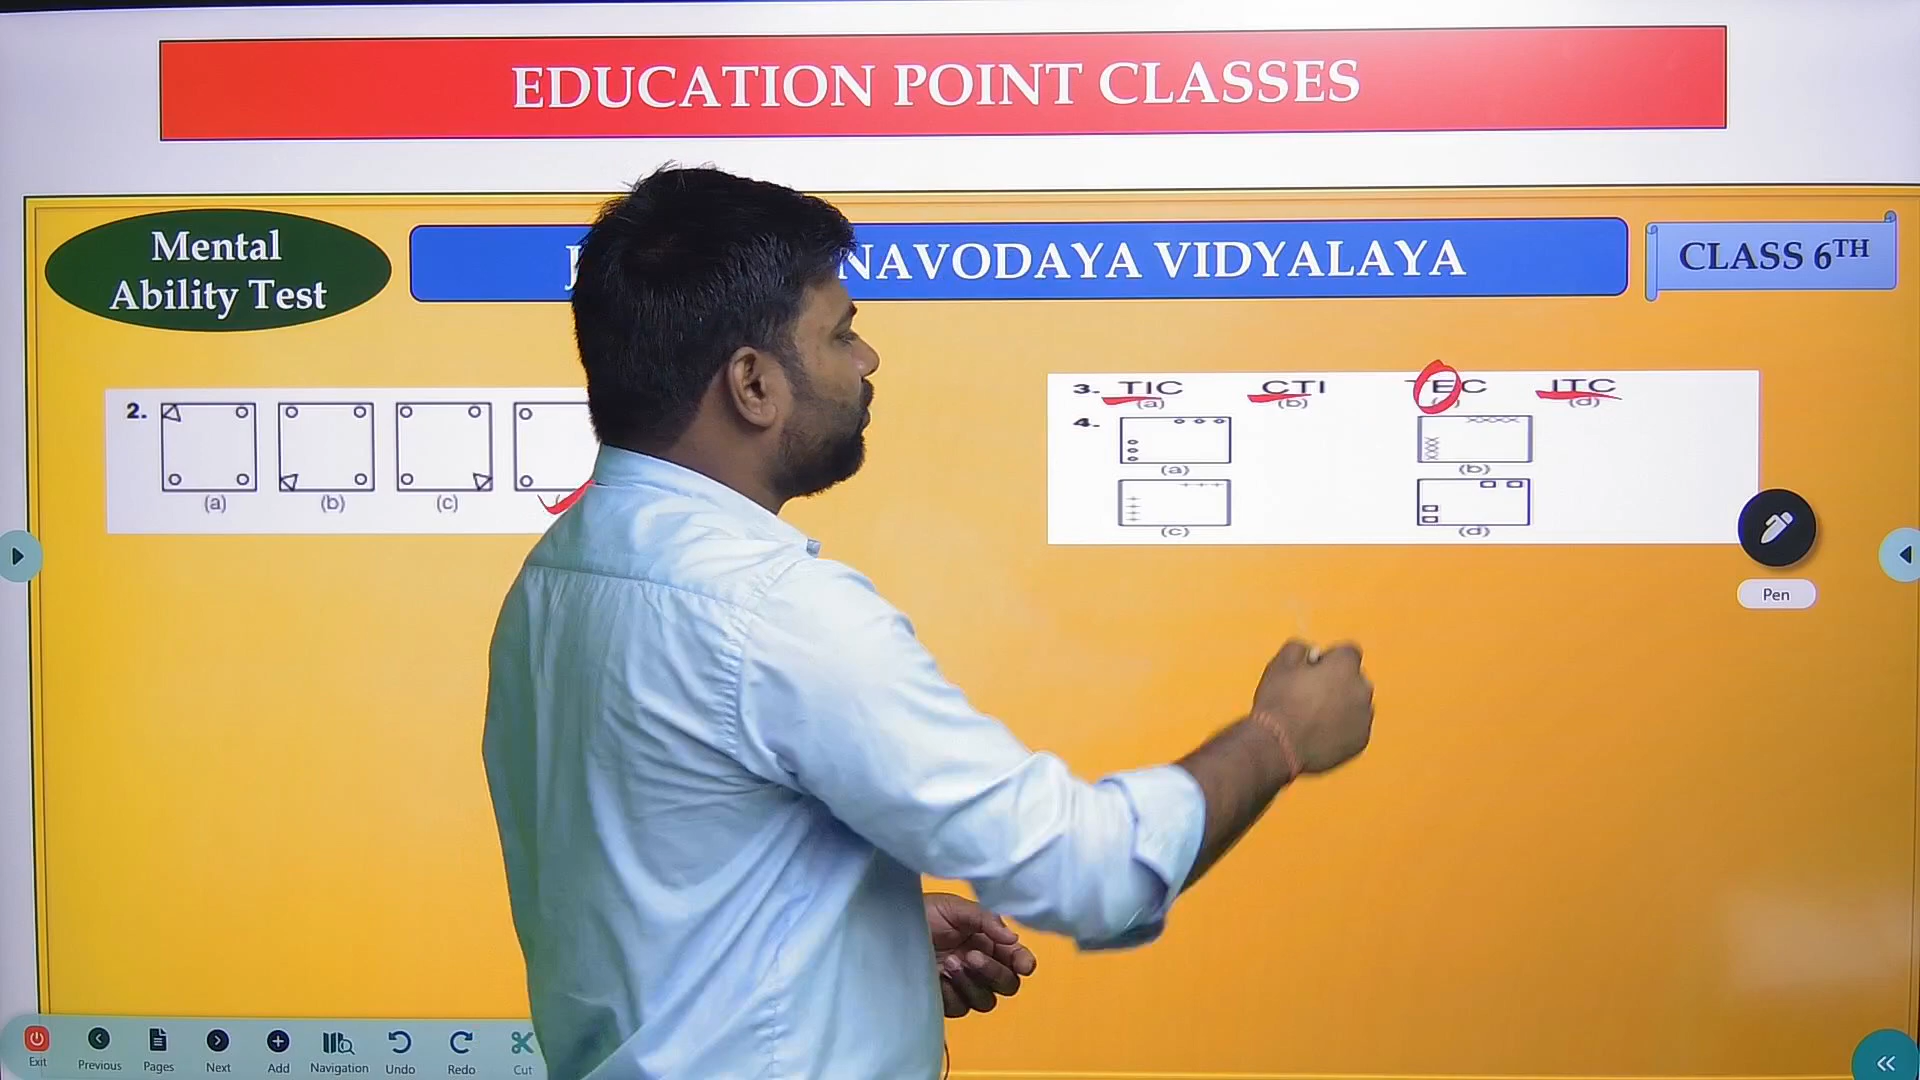 EDUCATION POINT CLASSES
Mental
Ability Test
NAVODAYA VIDYALAYA
CLASS 6TH
2.
(a) (b) (c)
3. TIC CTI TEC ITC
(a) (b) (d)
4.
(a) (b)
(c) (d)
Pen
Exit Previous Pages Next Add Navigation Undo Redo Cut